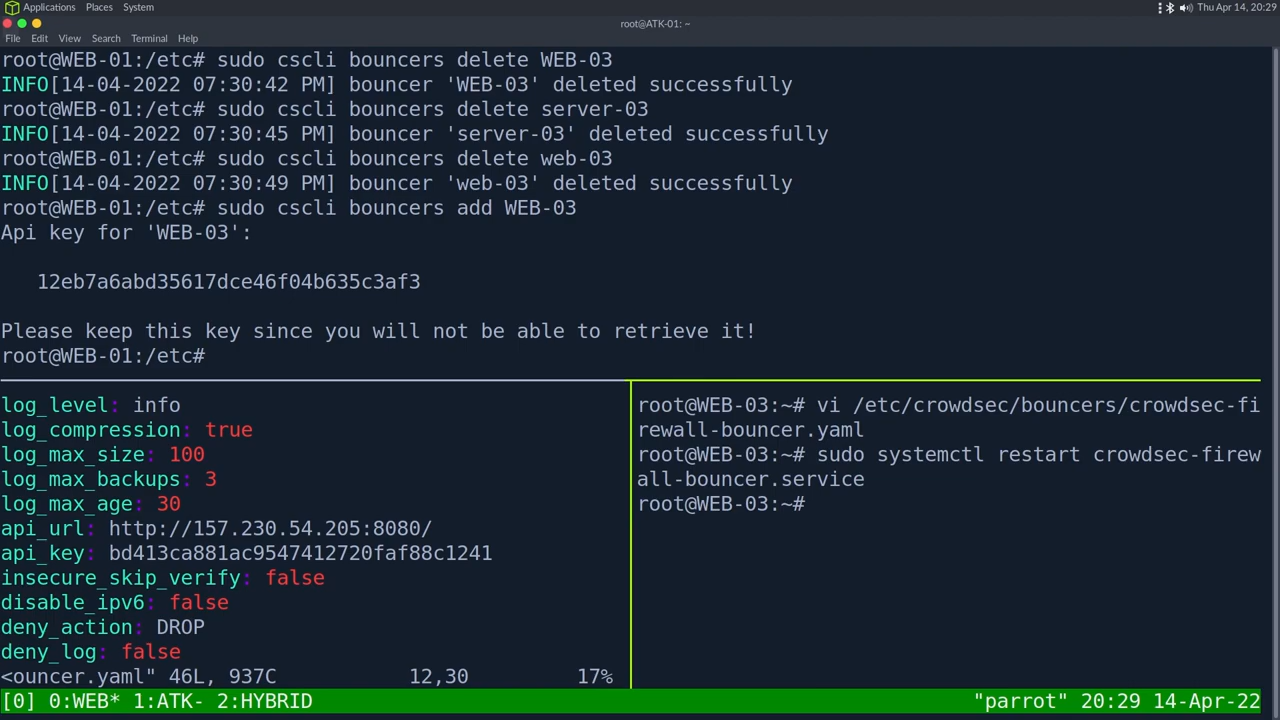 Applications Places System
Thu Apr 14, 20:29
root@ATK-01: ~
File Edit View Search Terminal Help
root@WEB-01:/etc# sudo cscli bouncers delete WEB-03
INFO[14-04-2022 07:30:42 PM] bouncer 'WEB-03' deleted successfully
root@WEB-01:/etc# sudo cscli bouncers delete server-03
INFO[14-04-2022 07:30:45 PM] bouncer 'server-03' deleted successfully
root@WEB-01:/etc# sudo cscli bouncers delete web-03
INFO[14-04-2022 07:30:49 PM] bouncer 'web-03' deleted successfully
root@WEB-01:/etc# sudo cscli bouncers add WEB-03
Api key for 'WEB-03':
12eb7a6abd35617dce46f04b635c3af3
Please keep this key since you will not be able to retrieve it!
root@WEB-01:/etc#
log_level: info
log_compression: true
log_max_size: 100
log_max_backups: 3
log_max_age: 30
api_url: http://157.230.54.205:8080/
api_key: bd413ca881ac9547412720faf88c1241
insecure_skip_verify: false
disable_ipv6: false
deny_action: DROP
deny_log: false
<ouncer.yaml" 46L, 937C 12,30 17%
root@WEB-03:~# vi /etc/crowdsec/bouncers/crowdsec-fi
rewall-bouncer.yaml
root@WEB-03:~# sudo systemctl restart crowdsec-firew
all-bouncer.service
root@WEB-03:~#
[0] 0:WEB* 1:ATK- 2:HYBRID "parrot" 20:29 14-Apr-22